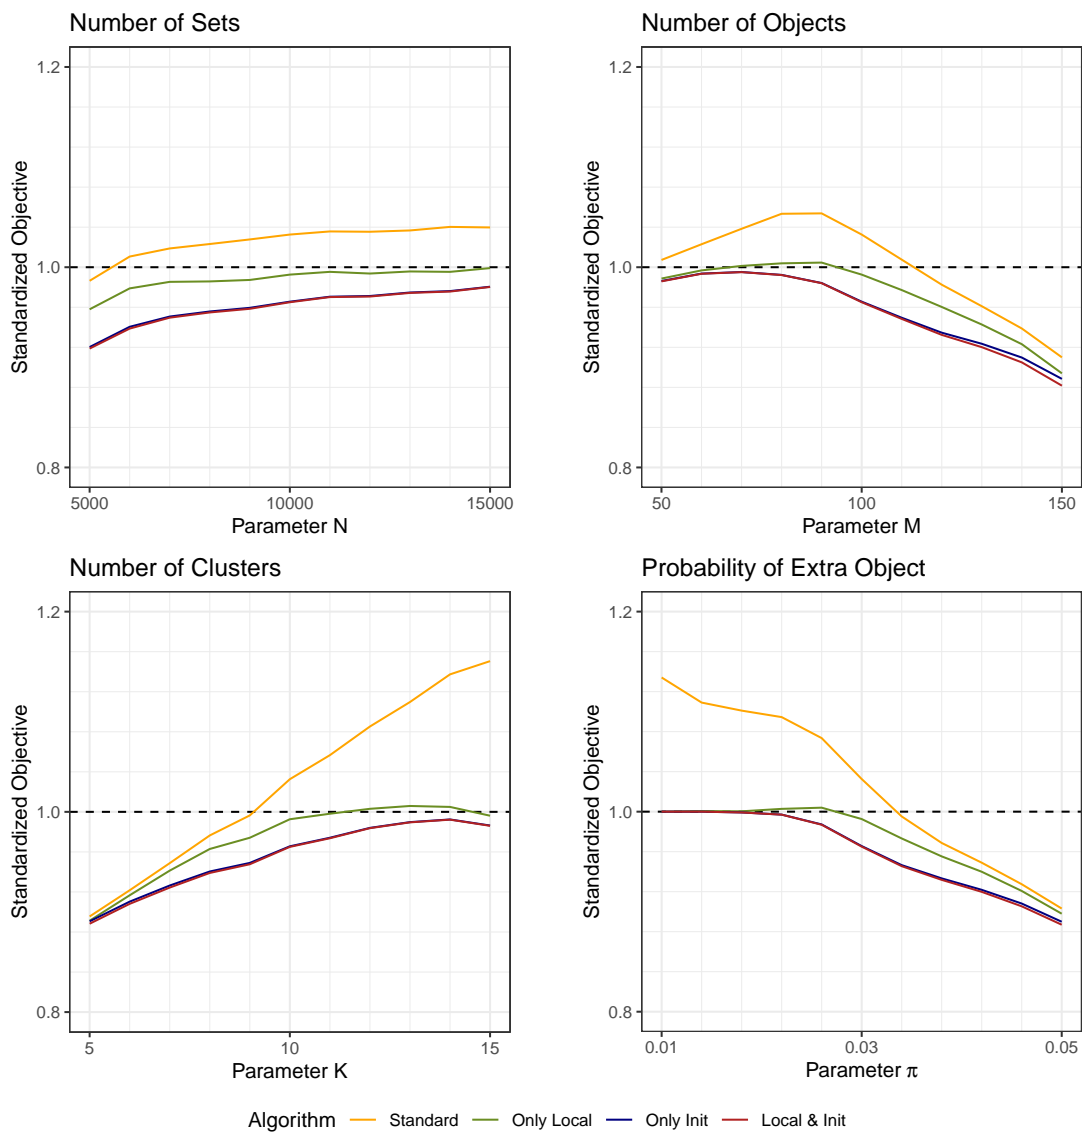 Number of Sets
1.2
1.0
0.8
Standardized Objective
5000 10000 15000
Parameter N
Number of Objects
1.2
1.0
0.8
Standardized Objective
50 100 150
Parameter M
Number of Clusters
1.2
1.0
0.8
Standardized Objective
5 10 15
Parameter K
Probability of Extra Object
1.2
1.0
0.8
Standardized Objective
0.01 0.03 0.05
Parameter π
Algorithm Standard Only Local Only Init Local & Init